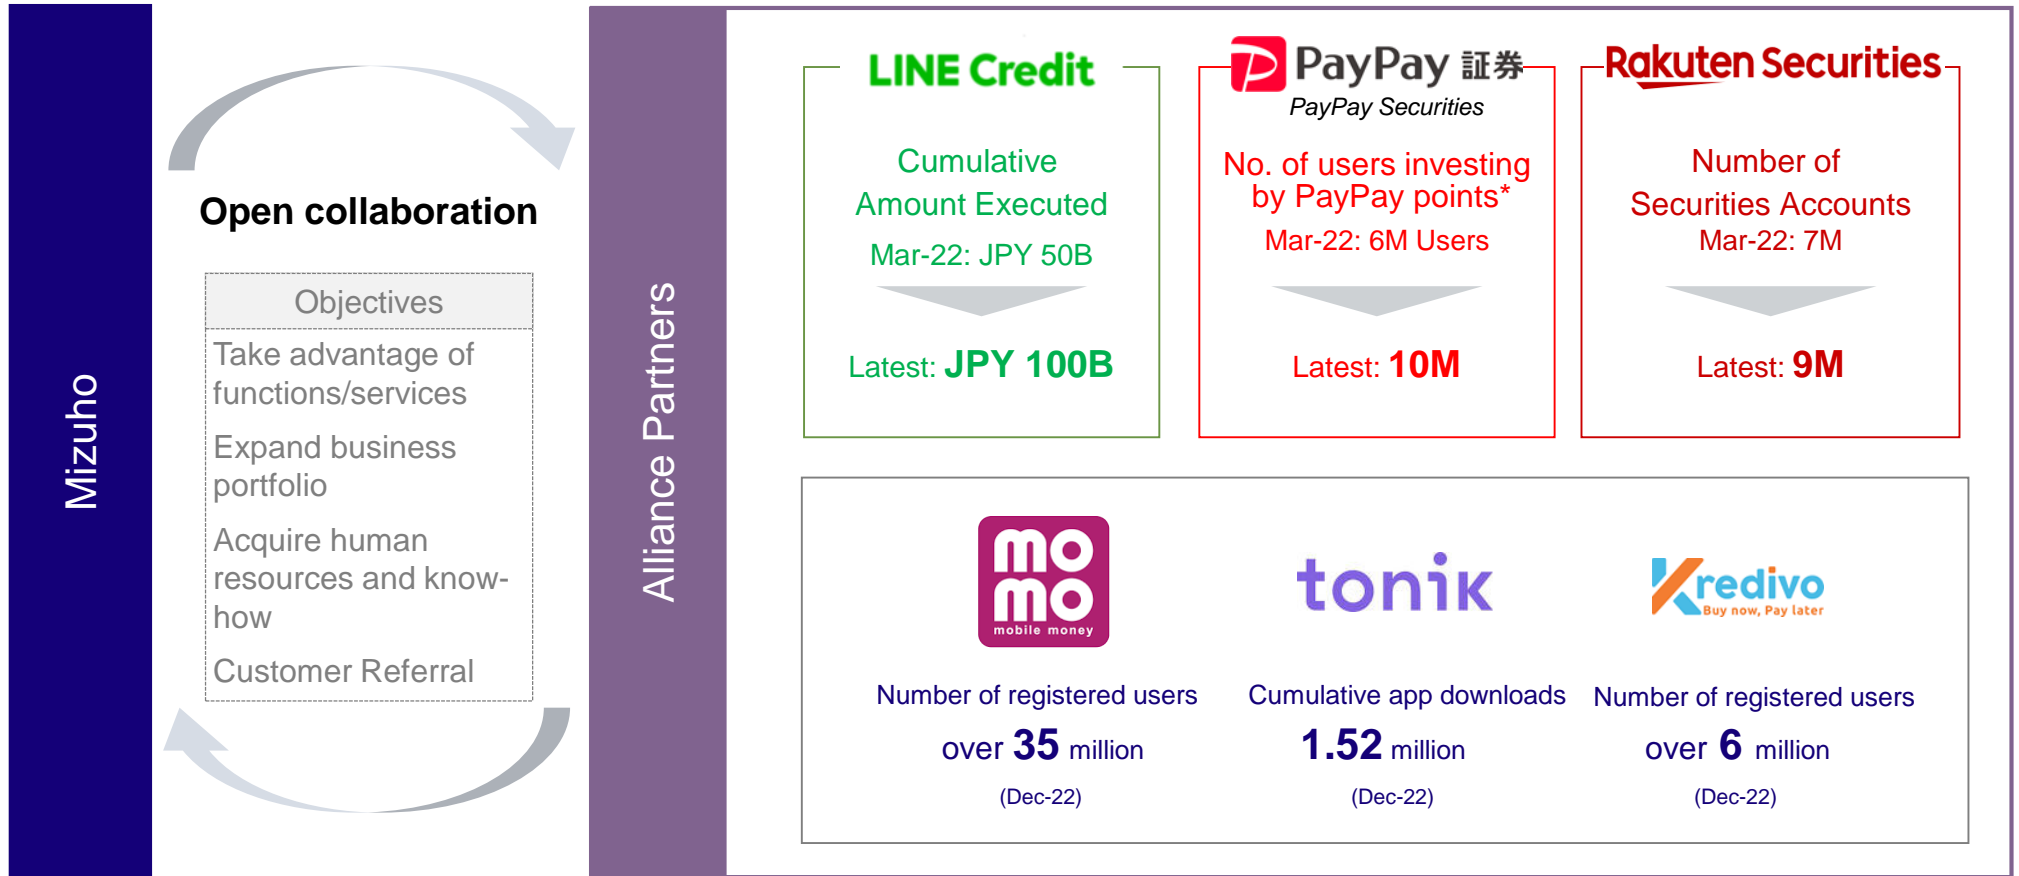 Mizuho
Open collaboration
Objectives
Take advantage of
functions/services
Expand business
portfolio
Acquire human
resources and know-
how
Customer Referral
Alliance Partners
LINE Credit
Cumulative
Amount Executed
Mar-22: JPY 50B
Latest: JPY 100B
PayPay 証券
PayPay Securities
No. of users investing
by PayPay points*
Mar-22: 6M Users
Latest: 10M
Rakuten Securities
Number of
Securities Accounts
Mar-22: 7M
Latest: 9M
mo
mo
mobile money
Number of registered users
over 35 million
(Dec-22)
tonik
Cumulative app downloads
1.52 million
(Dec-22)
Kredivo
Buy now, Pay later
Number of registered users
over 6 million
(Dec-22)